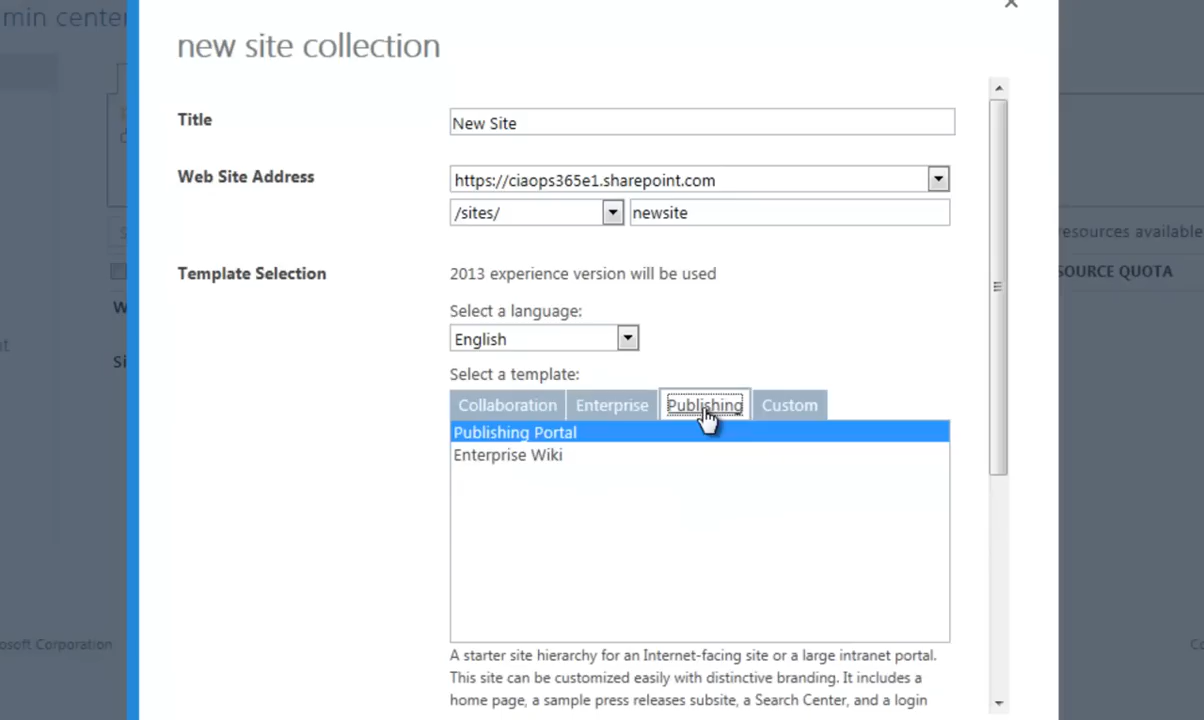 min center
new site collection
Title
New Site
Web Site Address
https://ciaops365e1.sharepoint.com
/sites/
newsite
esources available
Template Selection
2013 experience version will be used
SOURCE QUOTA
W
Select a language:
English
Si
Select a template:
Collaboration
Enterprise
Publishing
Custom
Publishing Portal
Enterprise Wiki
osoft Corporation
A starter site hierarchy for an Internet-facing site or a large intranet portal.
This site can be customized easily with distinctive branding. It includes a
home page, a sample press releases subsite, a Search Center, and a login